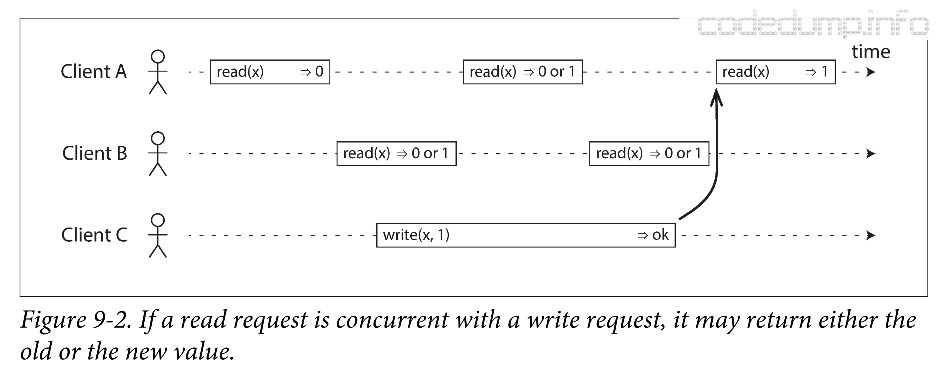 codedump.info
time
Client A read(x) ⇒ 0 read(x) ⇒ 0 or 1 read(x) ⇒ 1
Client B read(x) ⇒ 0 or 1 read(x) ⇒ 0 or 1
Client C write(x, 1) ⇒ ok
Figure 9-2. If a read request is concurrent with a write request, it may return either the
old or the new value.